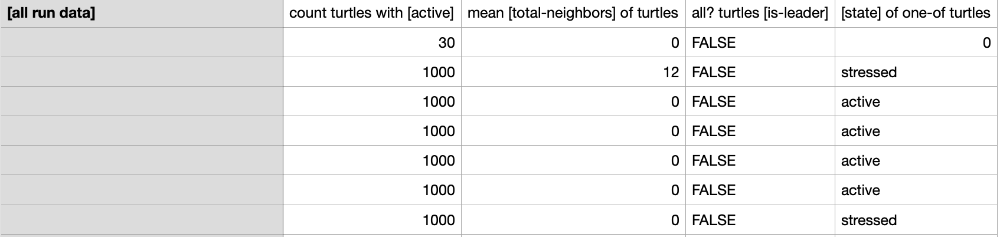 [all run data] count turtles with [active] mean [total-neighbors] of turtles all? turtles [is-leader] [state] of one-of turtles
30 0 FALSE 0
1000 12 FALSE stressed
1000 0 FALSE active
1000 0 FALSE active
1000 0 FALSE active
1000 0 FALSE active
1000 0 FALSE stressed